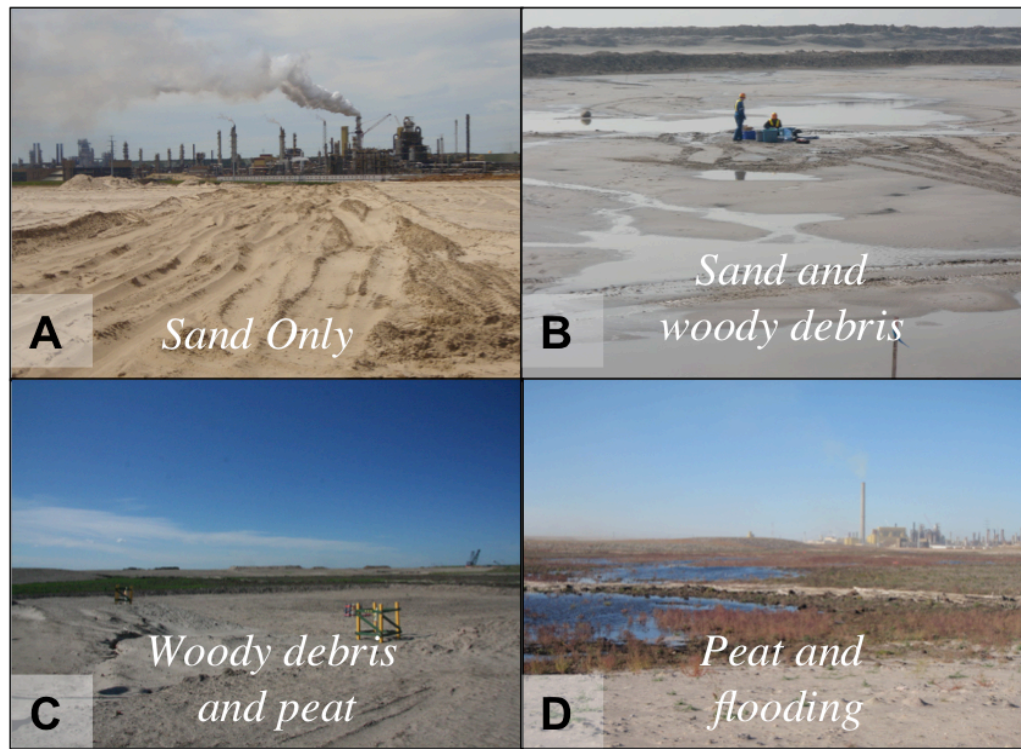 A
Sand Only
B
Sand and
woody debris
C
Woody debris
and peat
D
Peat and
flooding